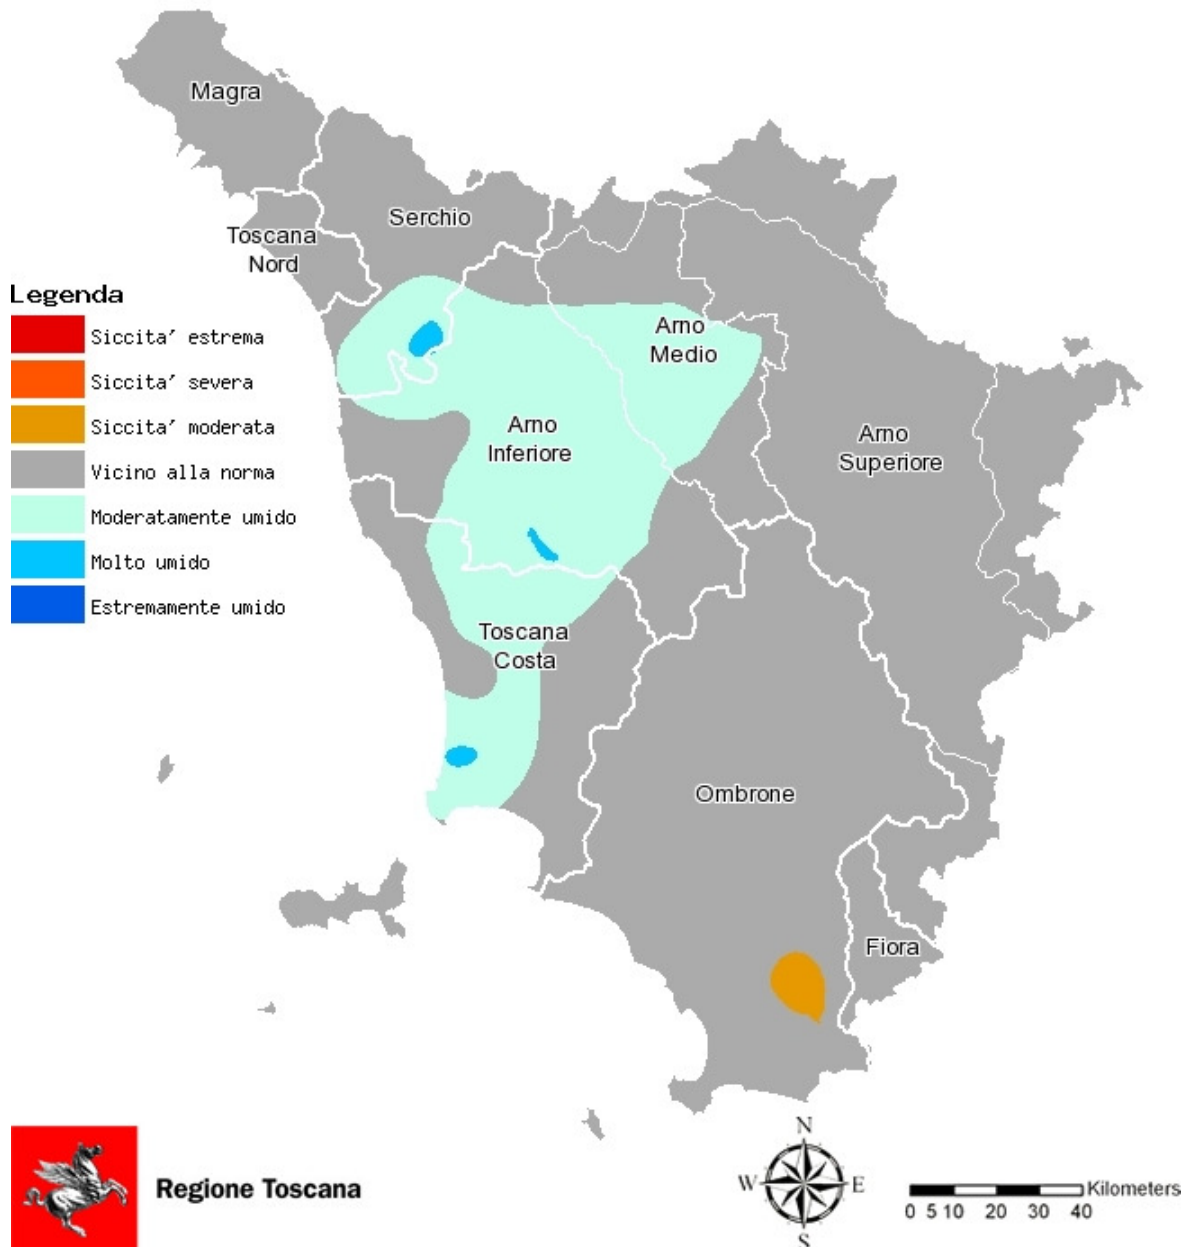 Magra
Serchio
Toscana
Nord
Legenda
Siccita' estrema
Siccita' severa
Siccita' moderata
Vicino alla norma
Moderatamente umido
Molto umido
Estremamente umido
Arno
Medio
Arno
Inferiore
Arno
Superiore
Toscana
Costa
Ombrone
Fiora
Regione Toscana
N
W E
S
Kilometers
0 5 10 20 30 40